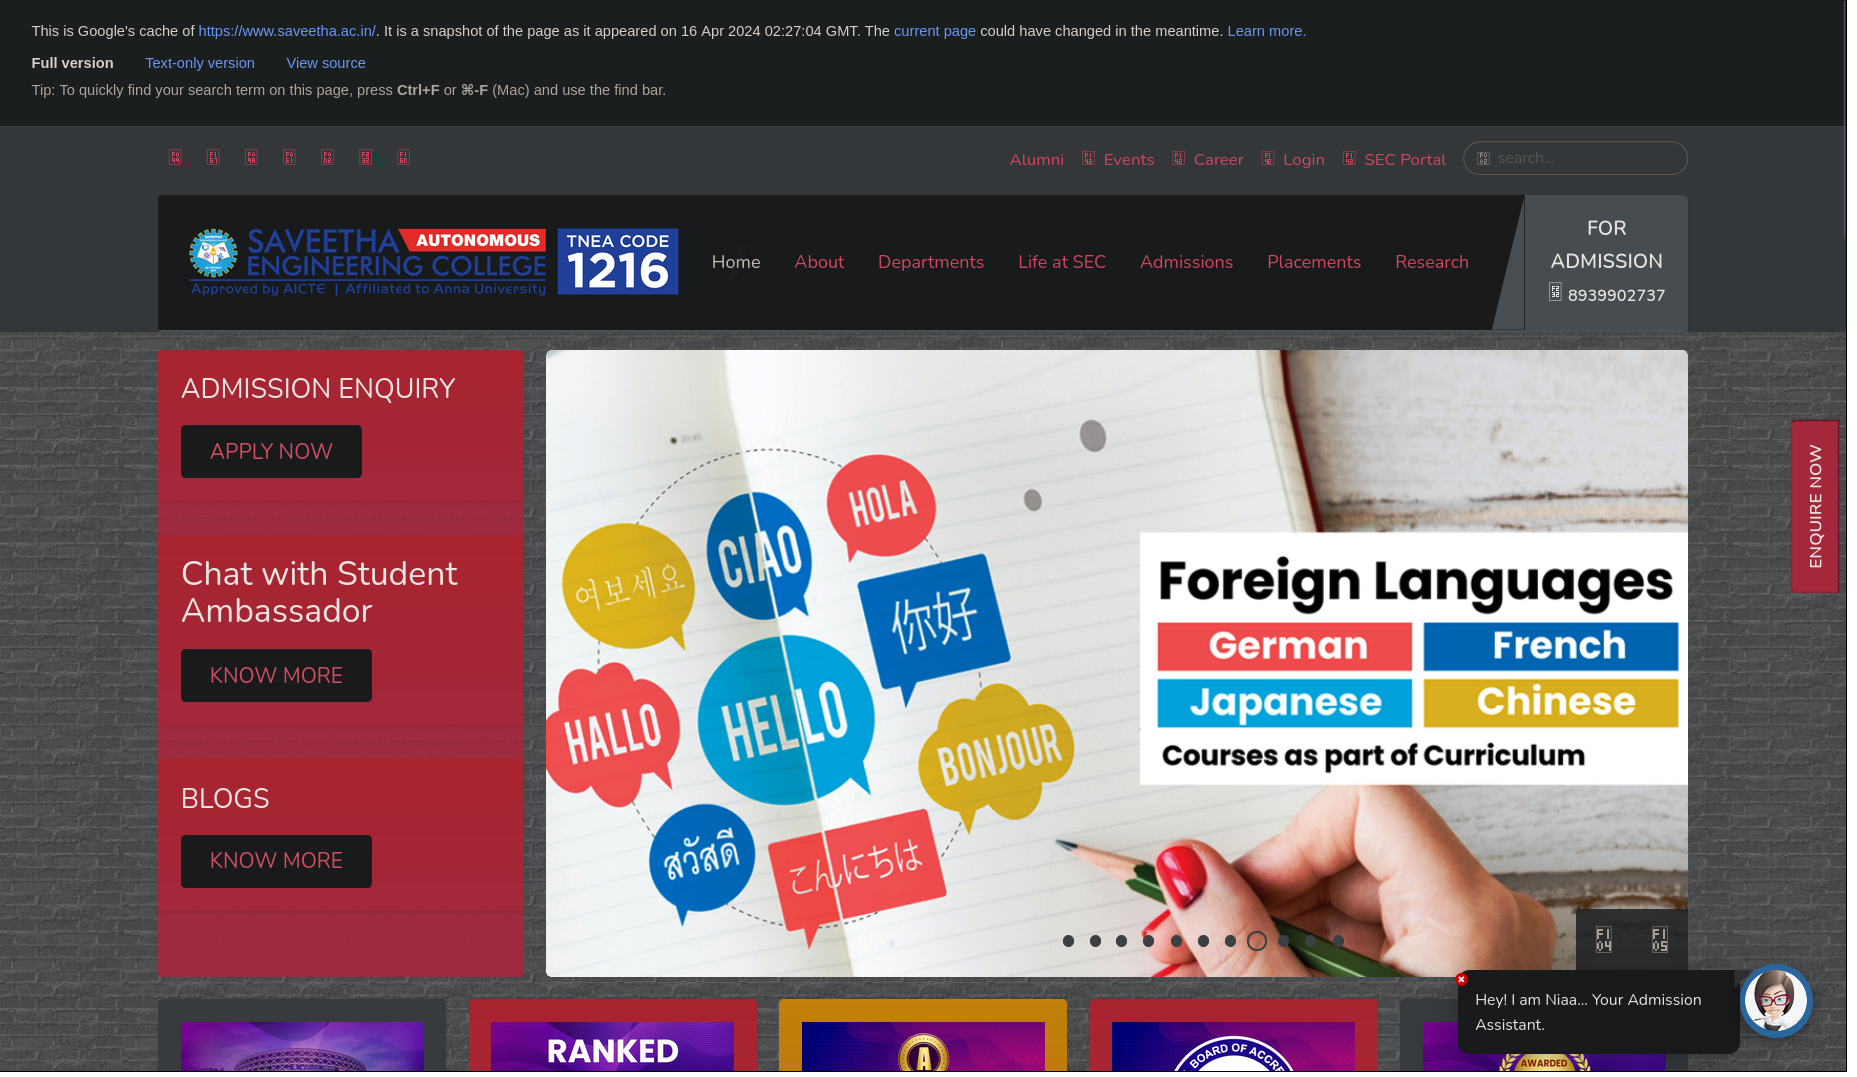 This is Google's cache of https://www.saveetha.ac.in/. It is a snapshot of the page as it appeared on 16 Apr 2024 02:27:04 GMT. The current page could have changed in the meantime. Learn more.
Full version Text-only version View source
Tip: To quickly find your search term on this page, press Ctrl+F or ⌘-F (Mac) and use the find bar.
Alumni Events Career Login SEC Portal search...
SAVEETHA AUTONOMOUS
ENGINEERING COLLEGE
Approved by AICTE | Affiliated to Anna University
TNEA CODE
1216
Home About Departments Life at SEC Admissions Placements Research
FOR
ADMISSION
8939902737
ADMISSION ENQUIRY
APPLY NOW
Chat with Student
Ambassador
KNOW MORE
BLOGS
KNOW MORE
HOLA
CIAO
여보세요
你好
HELLO
HALLO
BONJOUR
สวัสดี
こんにちは
Foreign Languages
German French
Japanese Chinese
Courses as part of Curriculum
ENQUIRE NOW
Hey! I am Niaa... Your Admission
Assistant.
RANKED
A
BOARD OF ACCRE
AWARDED